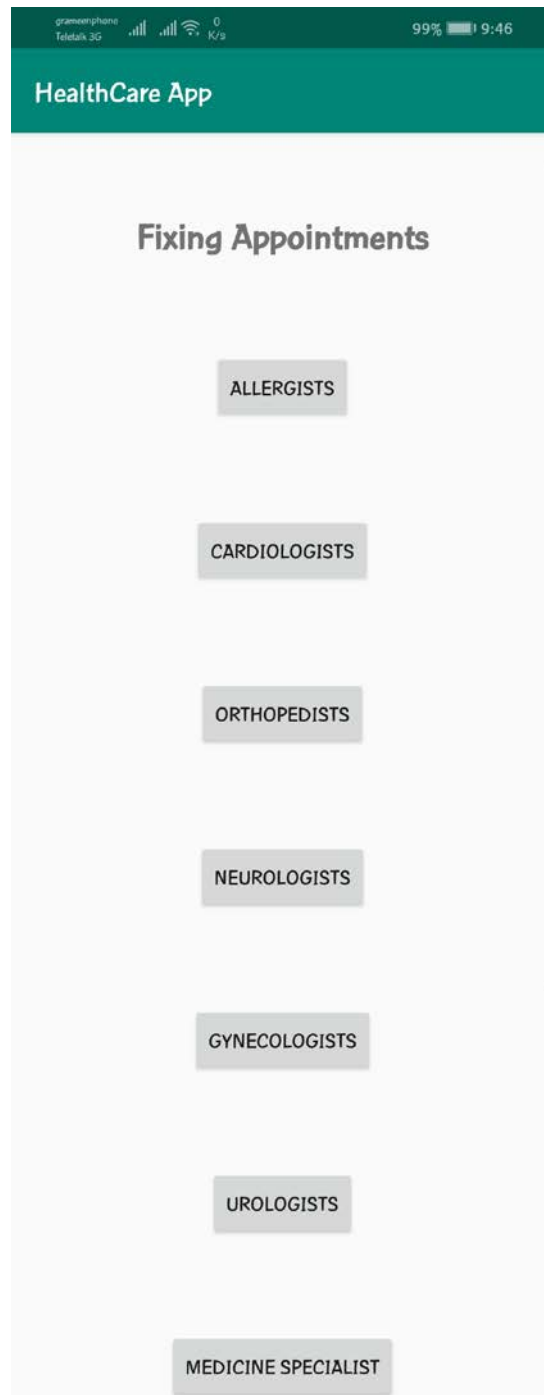 grameenphone
Teletalk 3G
0
K/s
99%
9:46
HealthCare App
Fixing Appointments
ALLERGISTS
CARDIOLOGISTS
ORTHOPEDISTS
NEUROLOGISTS
GYNECOLOGISTS
UROLOGISTS
MEDICINE SPECIALIST